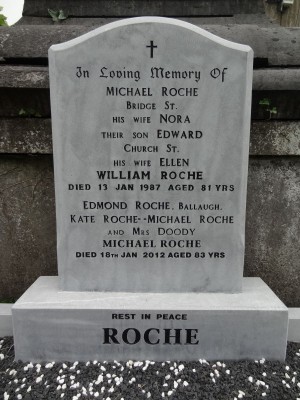 In Loving Memory Of
MICHAEL ROCHE
BRIDGE ST.
HIS WIFE NORA
THEIR SON EDWARD
CHURCH ST.
HIS WIFE ELLEN
WILLIAM ROCHE
DIED 13 JAN 1987 AGED 81 YRS
EDMOND ROCHE, BALLAUGH,
KATE ROCHE--MICHAEL ROCHE
AND MRS DOODY
MICHAEL ROCHE
DIED 18TH JAN 2012 AGED 83 YRS
REST IN PEACE
ROCHE